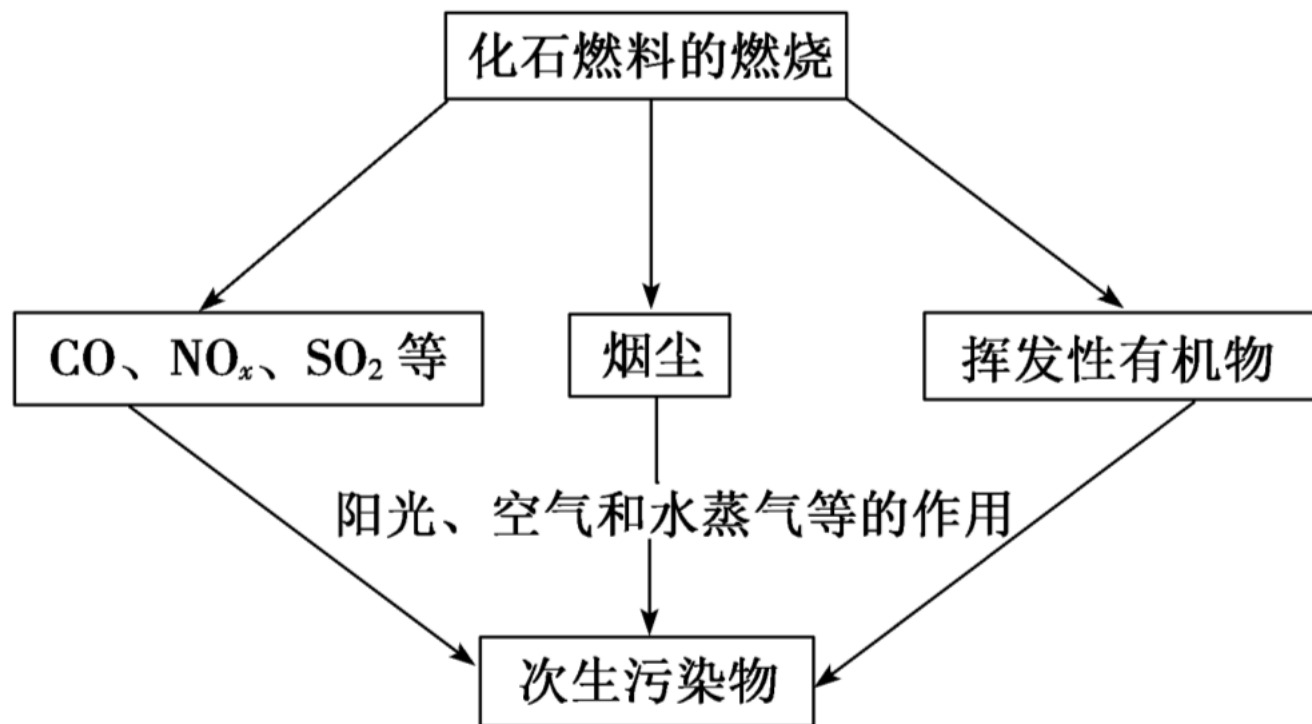 化石燃料的燃烧
CO、NOₓ、SO₂ 等
烟尘
挥发性有机物
阳光、空气和水蒸气等的作用
次生污染物